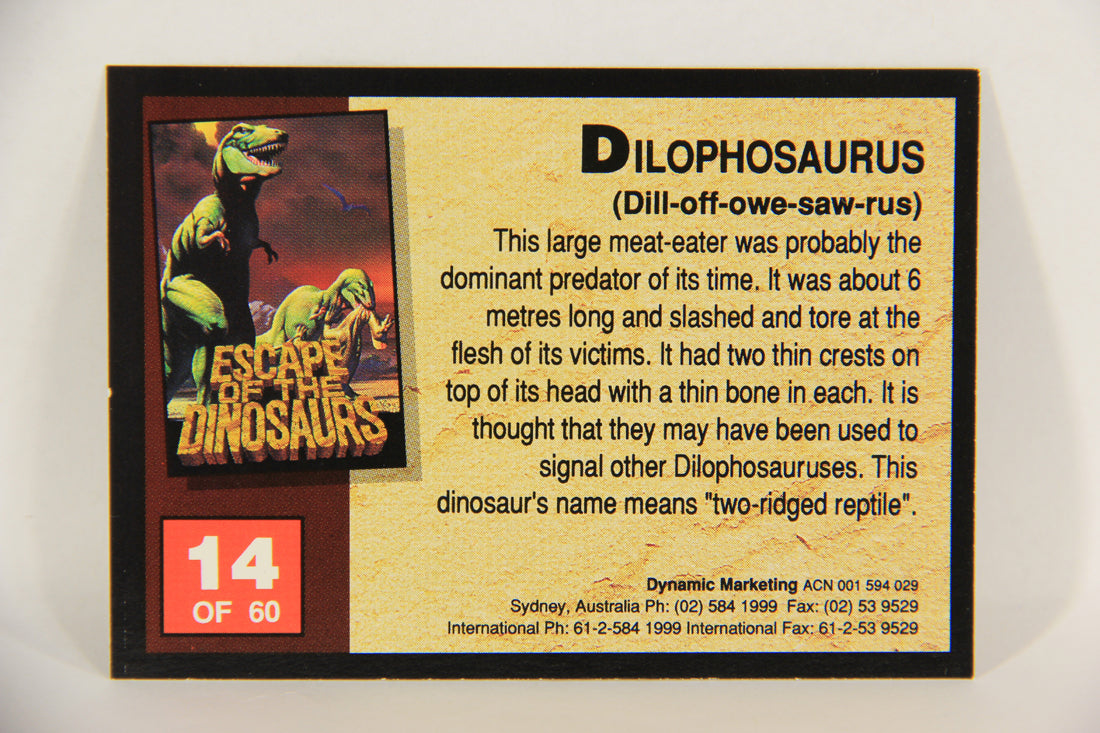 DILOPHOSAURUS
(Dill-off-owe-saw-rus)
This large meat-eater was probably the
dominant predator of its time. It was about 6
metres long and slashed and tore at the
flesh of its victims. It had two thin crests on
top of its head with a thin bone in each. It is
thought that they may have been used to
signal other Dilophosauruses. This
dinosaur's name means "two-ridged reptile".
ESCAPE
OF THE
DINOSAURS
14
OF 60
Dynamic Marketing ACN 001 594 029
Sydney, Australia Ph: (02) 584 1999 Fax: (02) 53 9529
International Ph: 61-2-584 1999 International Fax: 61-2-53 9529